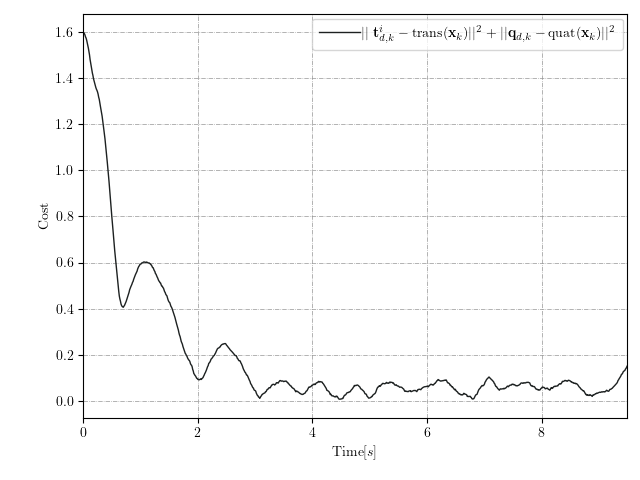 || t^i_{d,k} − trans(x_k)||² + ||q_{d,k} − quat(x_k)||²
1.6
1.4
1.2
1.0
0.8
0.6
0.4
0.2
0.0
Cost
0 2 4 6 8
Time[s]